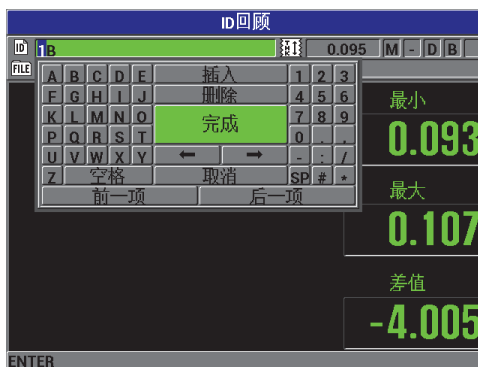 ID回顾
ID 1B 0.095 M - D B
FILE
A B C D E 插入 1 2 3
F G H I J 删除 4 5 6
K L M N O 完成 7 8 9
P Q R S T 0 . ,
U V W X Y ← → - : /
Z 空格 取消 SP # *
前一项 后一项
最小
0.093
最大
0.107
差值
-4.005
ENTER